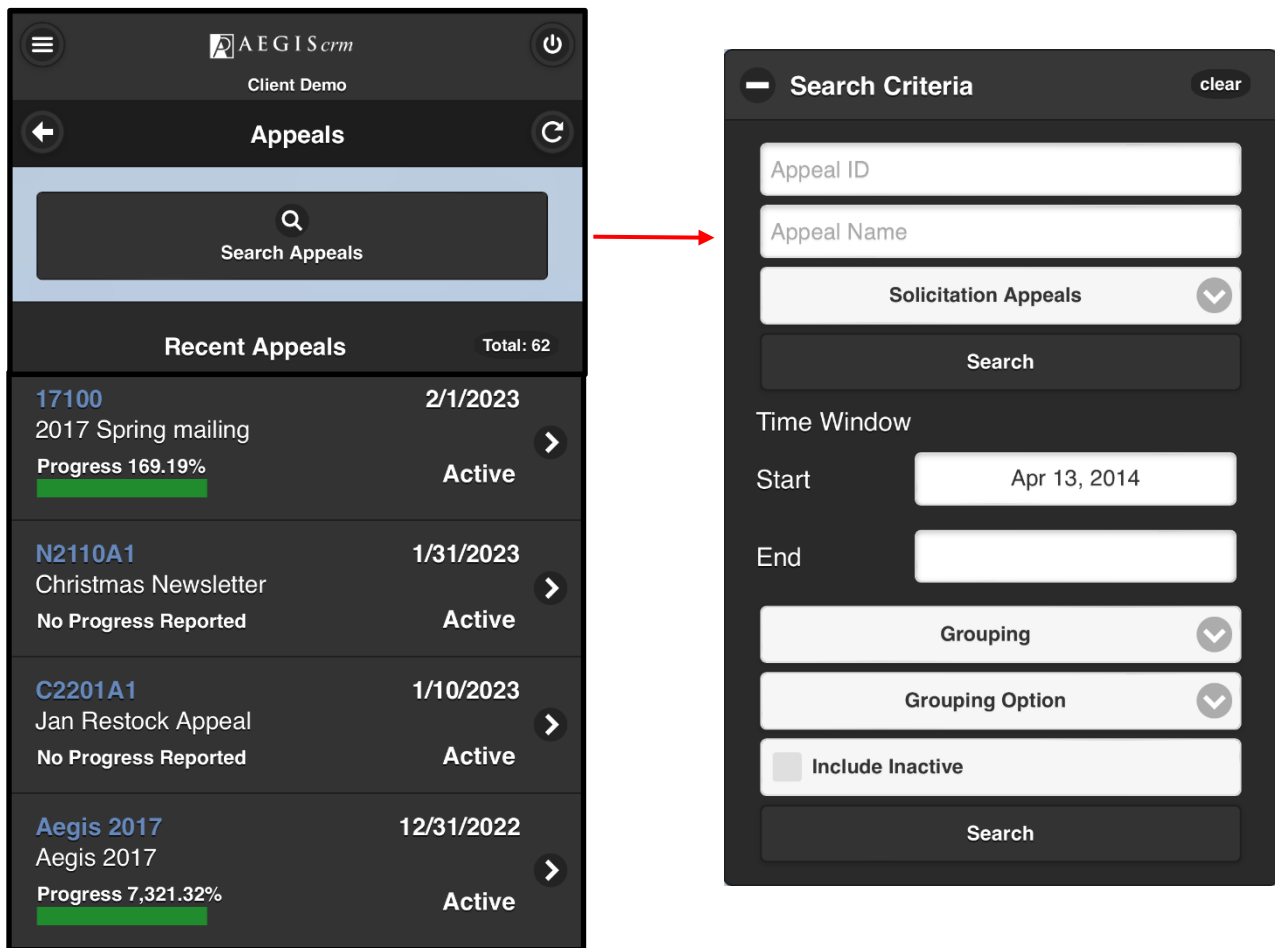 AEGIScrm
Client Demo
Appeals
Search Appeals
Recent Appeals Total: 62
17100 2/1/2023
2017 Spring mailing
Progress 169.19% Active
N2110A1 1/31/2023
Christmas Newsletter
No Progress Reported Active
C2201A1 1/10/2023
Jan Restock Appeal
No Progress Reported Active
Aegis 2017 12/31/2022
Aegis 2017
Progress 7,321.32% Active
Search Criteria clear
Appeal ID
Appeal Name
Solicitation Appeals
Search
Time Window
Start Apr 13, 2014
End
Grouping
Grouping Option
Include Inactive
Search